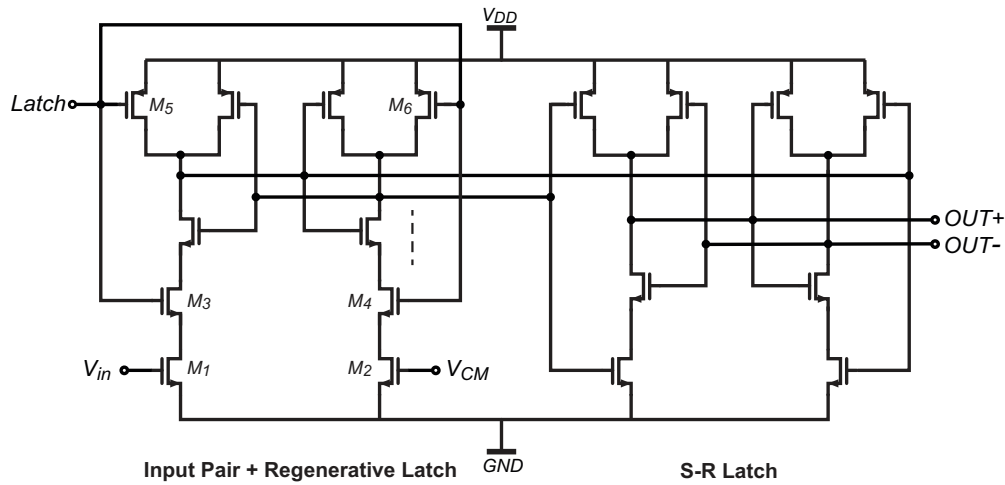 VDD
Latch
M5
M6
OUT+
OUT-
M3
M4
Vin
M1
M2
VCM
Input Pair + Regenerative Latch
GND
S-R Latch